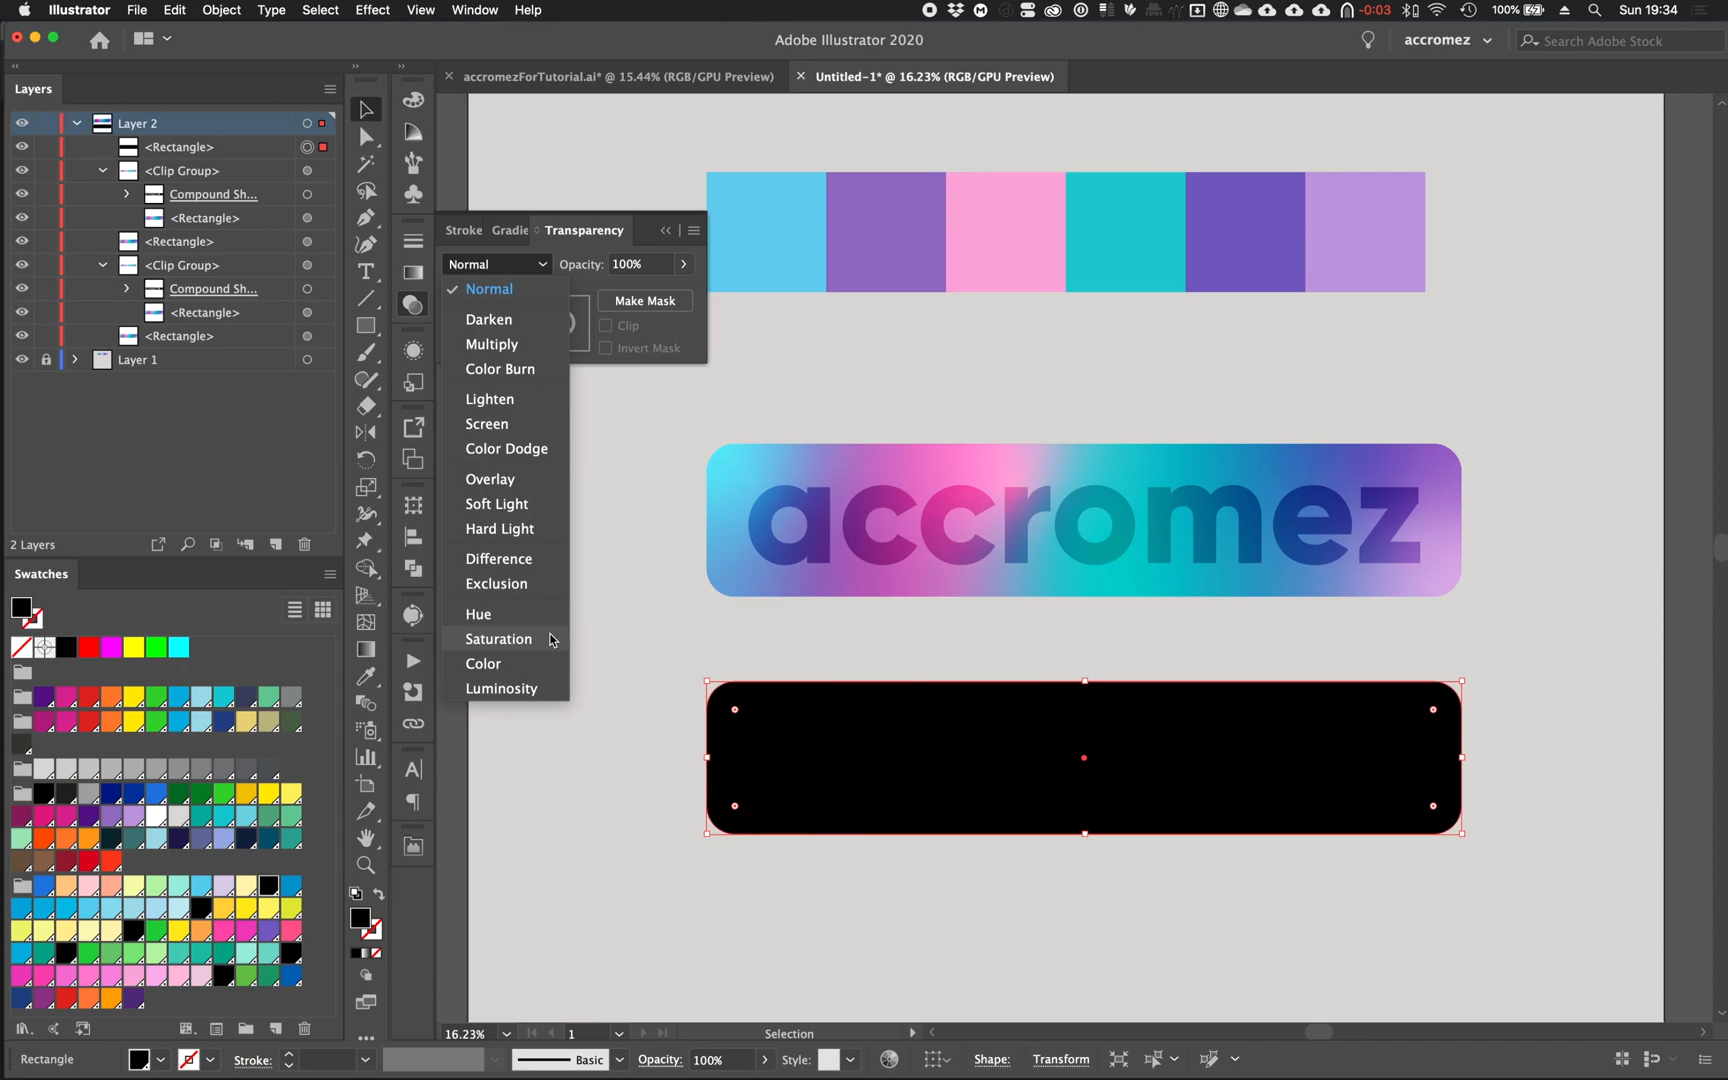 Illustrator File Edit Object Type Select Effect View Window Help
-0:03 100% Sun 19:34
Adobe Illustrator 2020
accromez
Search Adobe Stock
Layers
accromezForTutorial.ai* @ 15.44% (RGB/GPU Preview)
Untitled-1* @ 16.23% (RGB/GPU Preview)
Layer 2
<Rectangle>
<Clip Group>
Compound Sh...
<Rectangle>
<Rectangle>
<Clip Group>
Compound Sh...
<Rectangle>
<Rectangle>
Layer 1
2 Layers
Swatches
Stroke Gradie Transparency
Normal Opacity: 100%
Normal
Darken
Multiply
Color Burn
Lighten
Screen
Color Dodge
Overlay
Soft Light
Hard Light
Difference
Exclusion
Hue
Saturation
Color
Luminosity
Make Mask
Clip
Invert Mask
accromez
16.23% 1 Selection
Rectangle Stroke: Basic Opacity: 100% Style: Shape: Transform